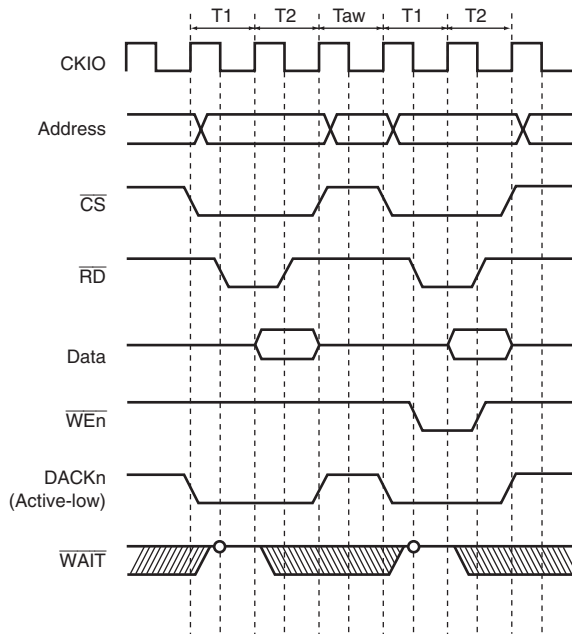 T1 T2 Taw T1 T2
CKIO
Address
CS
RD
Data
WEn
DACKn
(Active-low)
WAIT